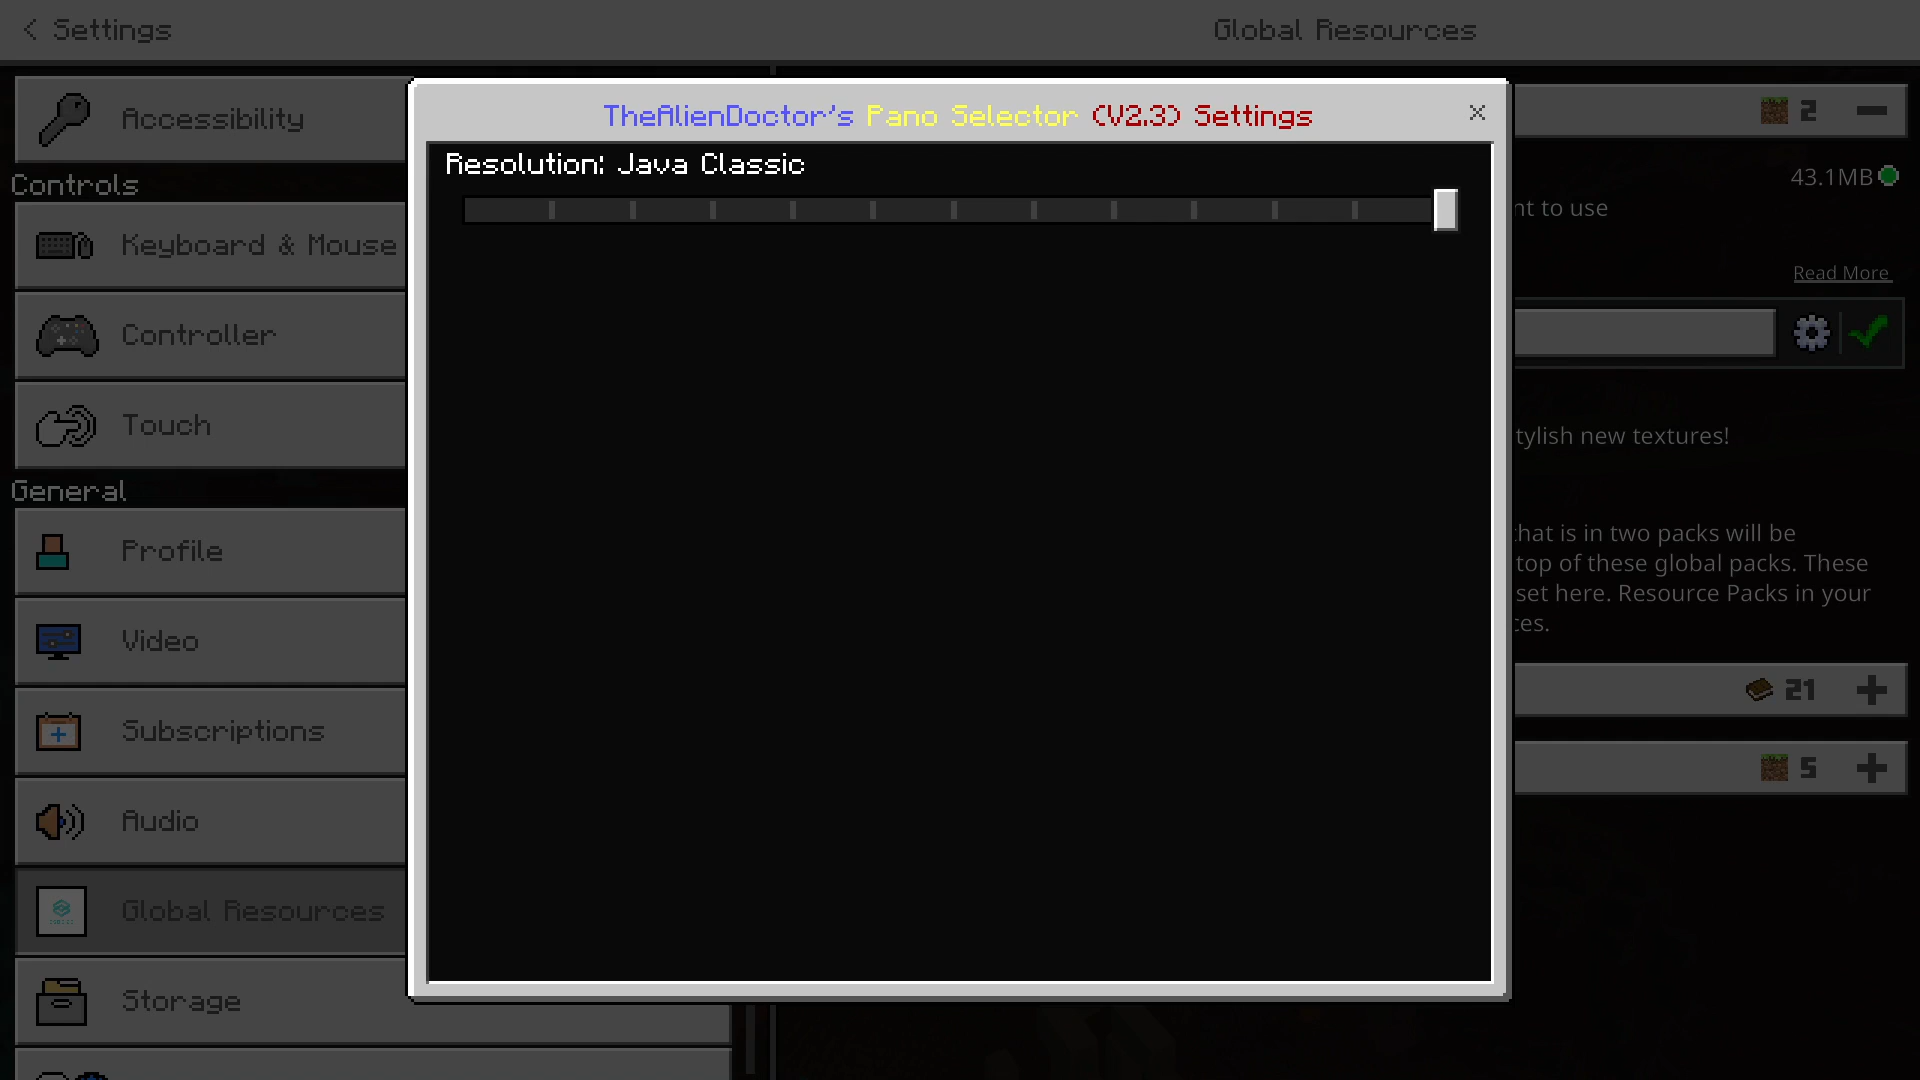 Settings
Global Resources
Accessibility
Controls
Keyboard & Mouse
Controller
Touch
General
Profile
Video
Subscriptions
Audio
Global Resources
Storage
TheAlienDoctor's Pano Selector (V2.3) Settings
Resolution: Java Classic
2
43.1MB
nt to use
Read More
tylish new textures!
that is in two packs will be
top of these global packs. These
set here. Resource Packs in your
ces.
21
5